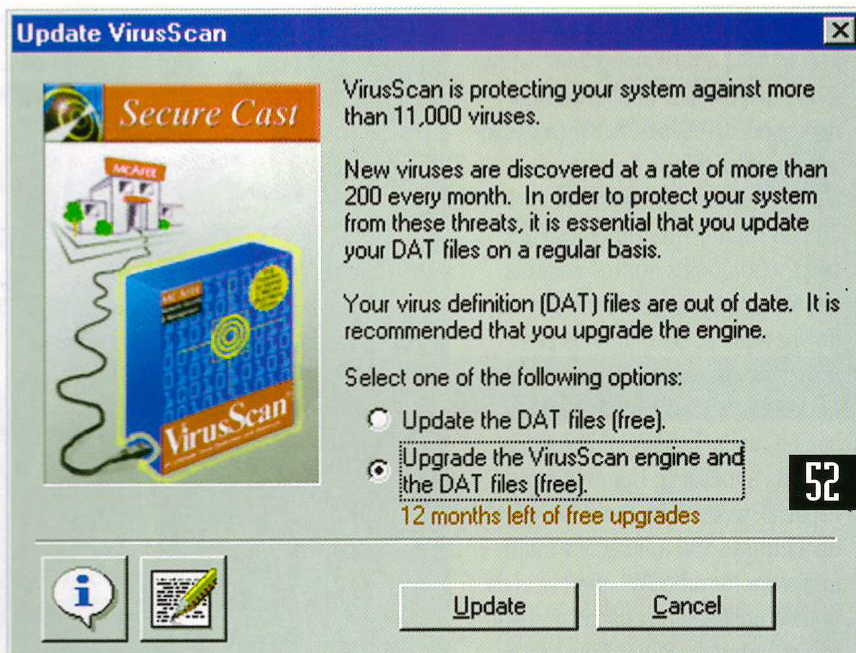 Update VirusScan
Secure Cast
MCAFEE
MCAFEE
VirusScan
VirusScan is protecting your system against more
than 11,000 viruses.
New viruses are discovered at a rate of more than
200 every month. In order to protect your system
from these threats, it is essential that you update
your DAT files on a regular basis.
Your virus definition (DAT) files are out of date. It is
recommended that you upgrade the engine.
Select one of the following options:
Update the DAT files (free).
Upgrade the VirusScan engine and
the DAT files (free).
12 months left of free upgrades
52
Update
Cancel